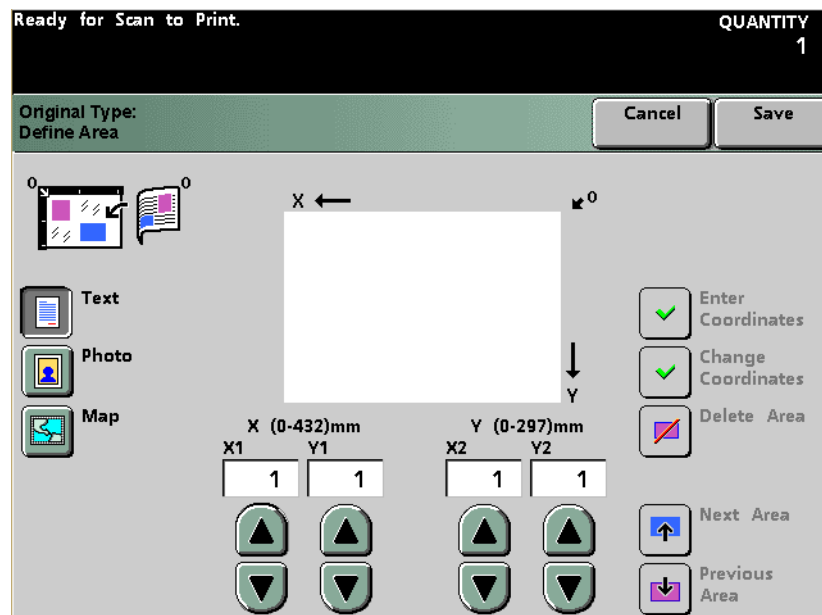 Ready for Scan to Print.
QUANTITY
1
Original Type:
Define Area
Cancel
Save
0
0
X
0
Text
Photo
Map
Y
Enter
Coordinates
Change
Coordinates
Delete Area
X (0-432)mm
Y (0-297)mm
X1
Y1
X2
Y2
1
1
1
1
Next Area
Previous
Area